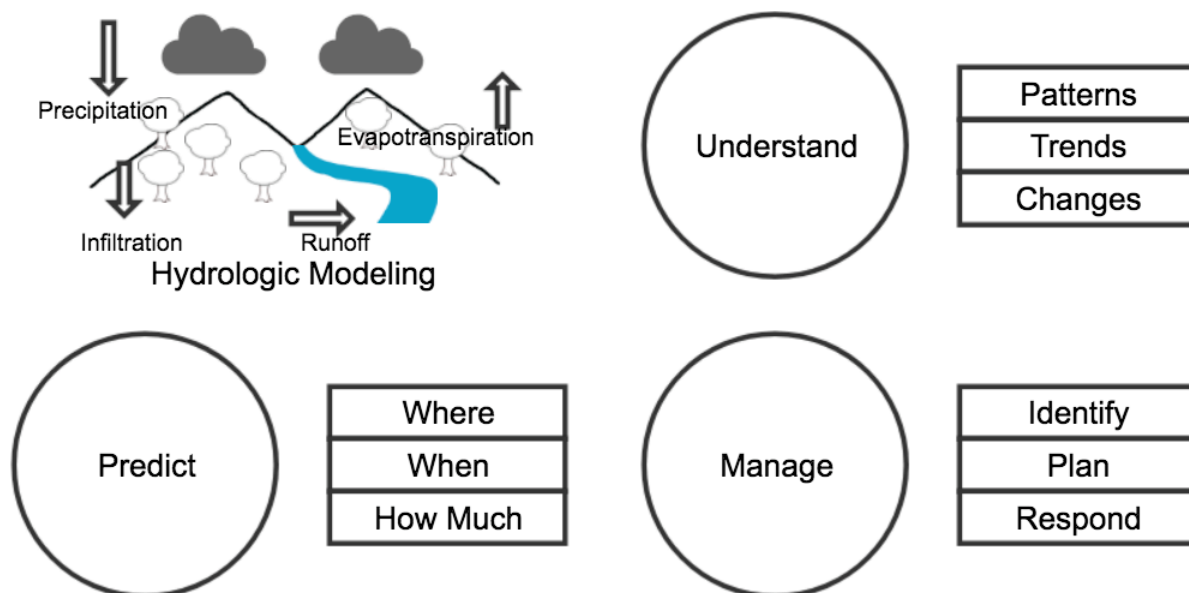 Precipitation
Evapotranspiration
Infiltration
Runoff
Hydrologic Modeling
Understand
Patterns
Trends
Changes
Predict
Where
When
How Much
Manage
Identify
Plan
Respond